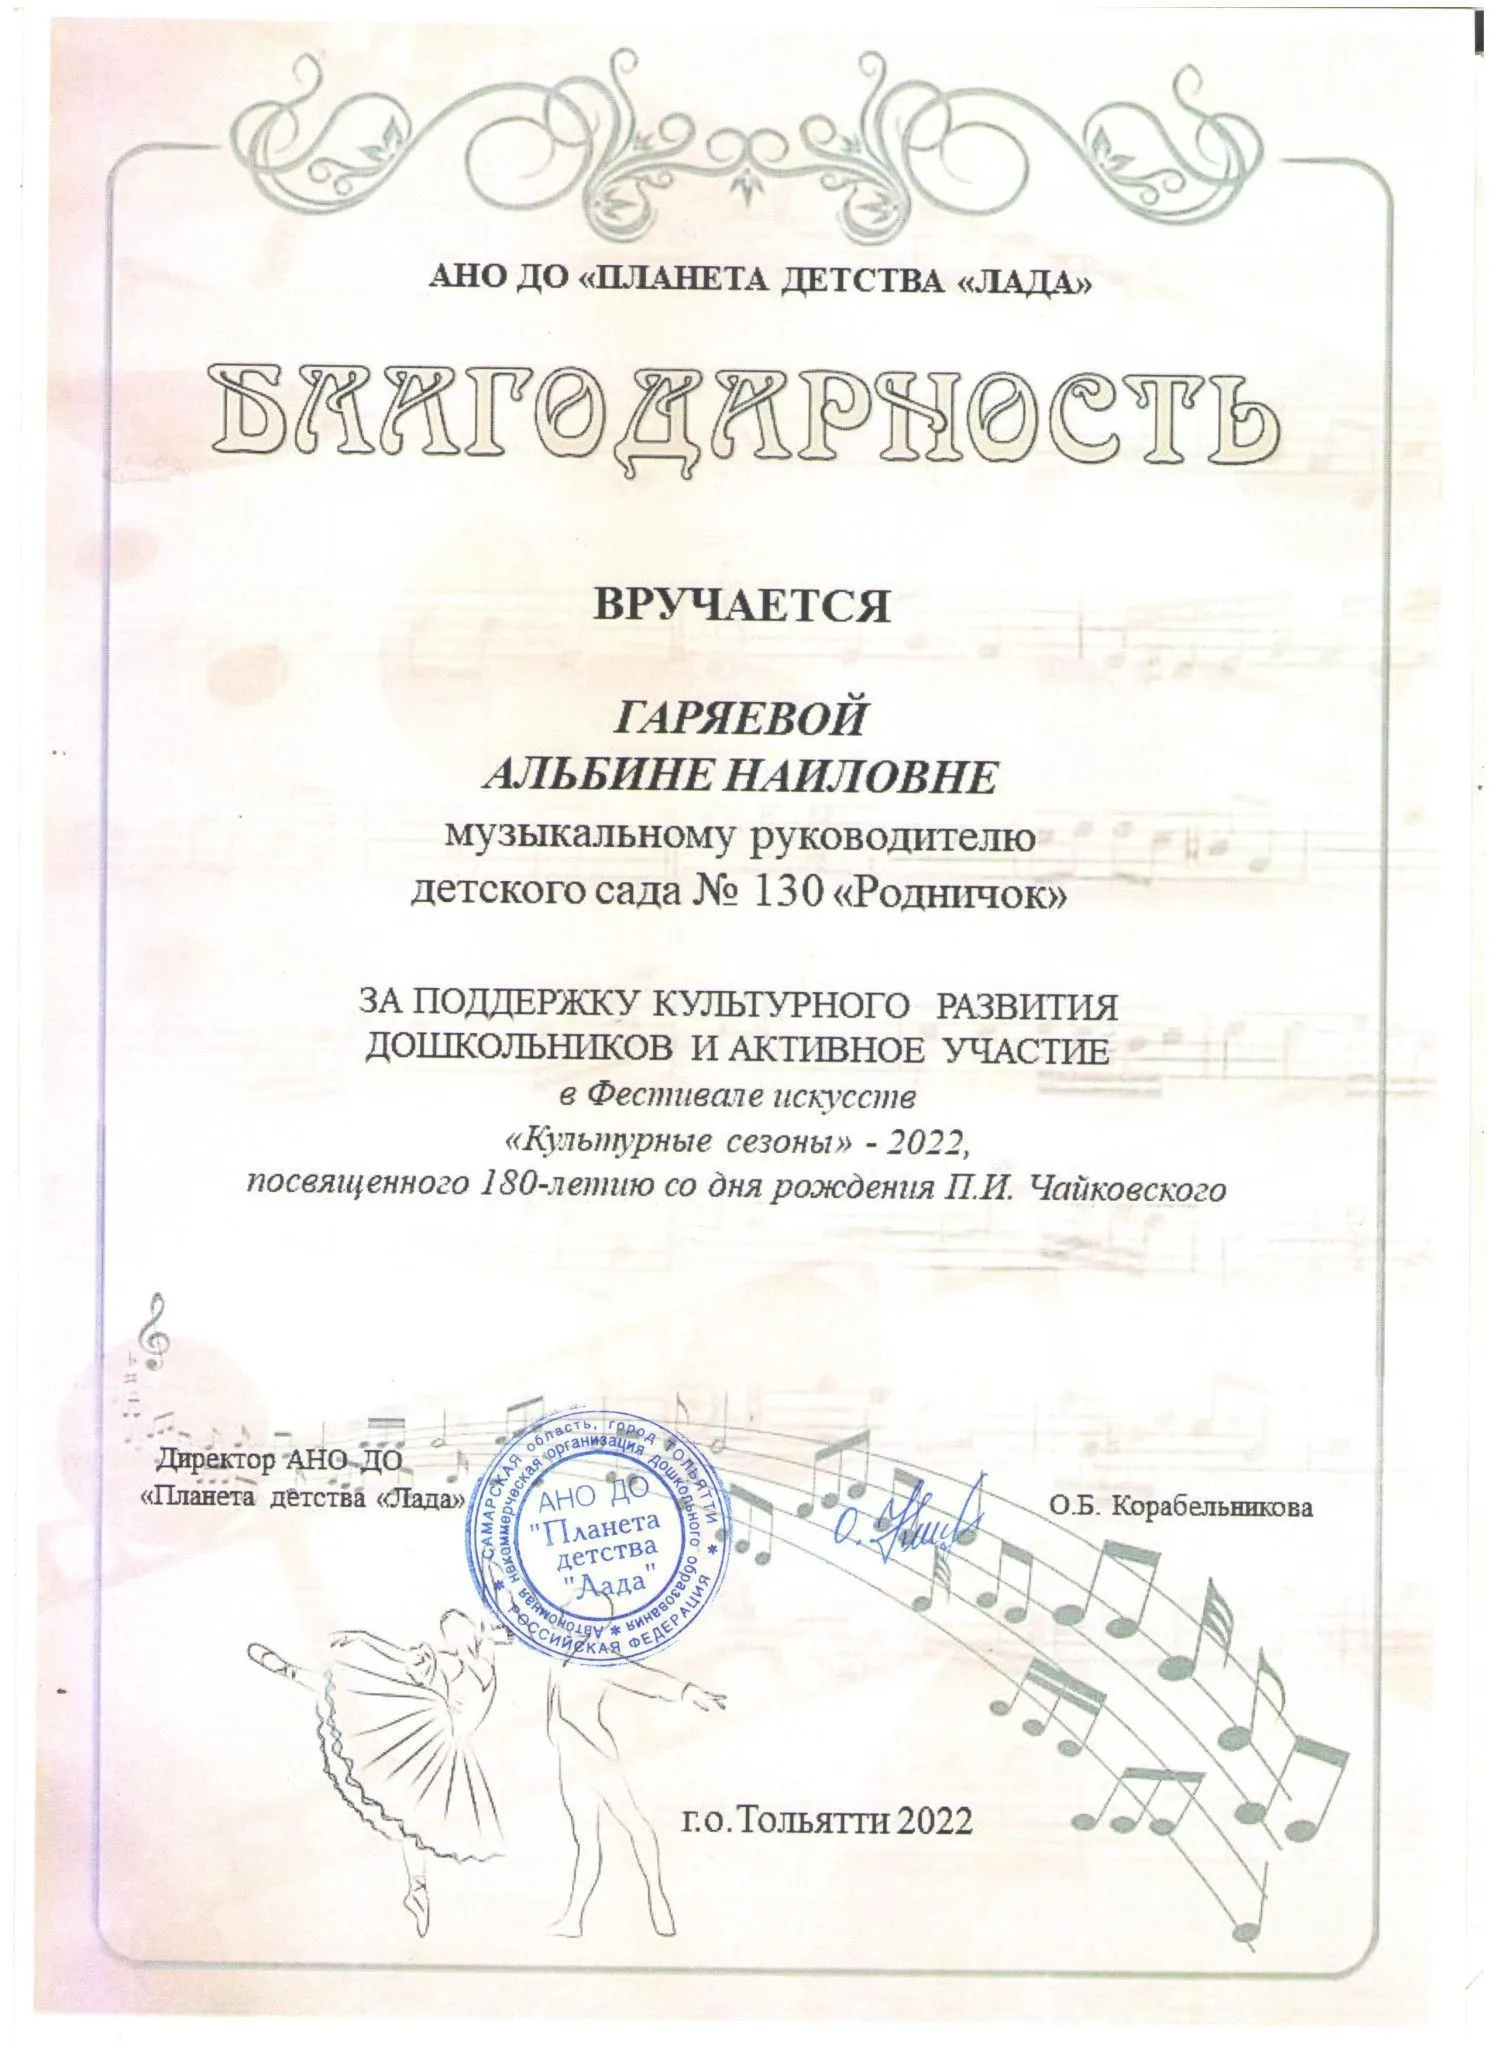 АНО ДО «ПЛАНЕТА ДЕТСТВА «ЛАДА»
БЛАГОДАРНОСТЬ
ВРУЧАЕТСЯ
ГАРЯЕВОЙ
АЛЬБИНЕ НАИЛОВНЕ
музыкальному руководителю
детского сада № 130 «Родничок»
ЗА ПОДДЕРЖКУ КУЛЬТУРНОГО РАЗВИТИЯ
ДОШКОЛЬНИКОВ И АКТИВНОЕ УЧАСТИЕ
в Фестивале искусств
«Культурные сезоны» - 2022,
посвященного 180-летию со дня рождения П.И. Чайковского
Директор АНО ДО
«Планета детства «Лада»
САМАРСКАЯ область, город ТОЛЬЯТТИ * РОССИЙСКАЯ ФЕДЕРАЦИЯ *
Автономная некоммерческая организация дошкольного образования *
АНО ДО
"Планета
детства
"Лада"
О.Б. Корабельникова
г.о.Тольятти 2022